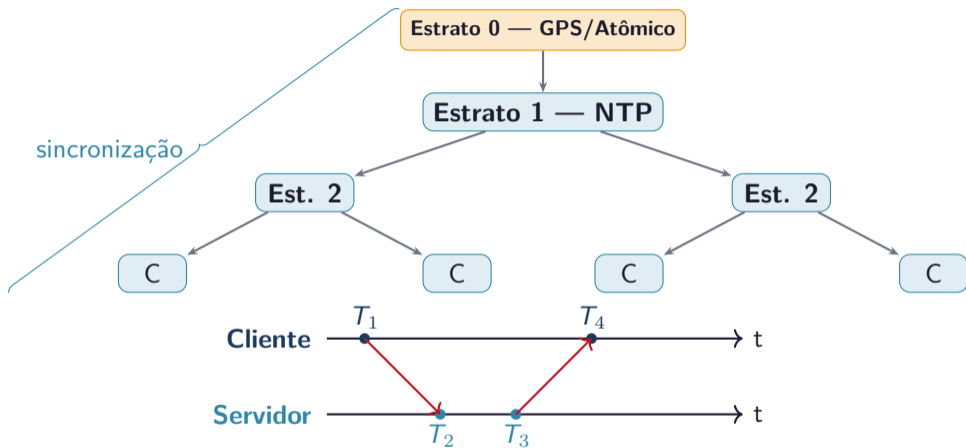 Estrato 0 — GPS/Atômico
Estrato 1 — NTP
sincronização
Est. 2 Est. 2
C C C C
T1 T4
Cliente t
Servidor t
T2 T3